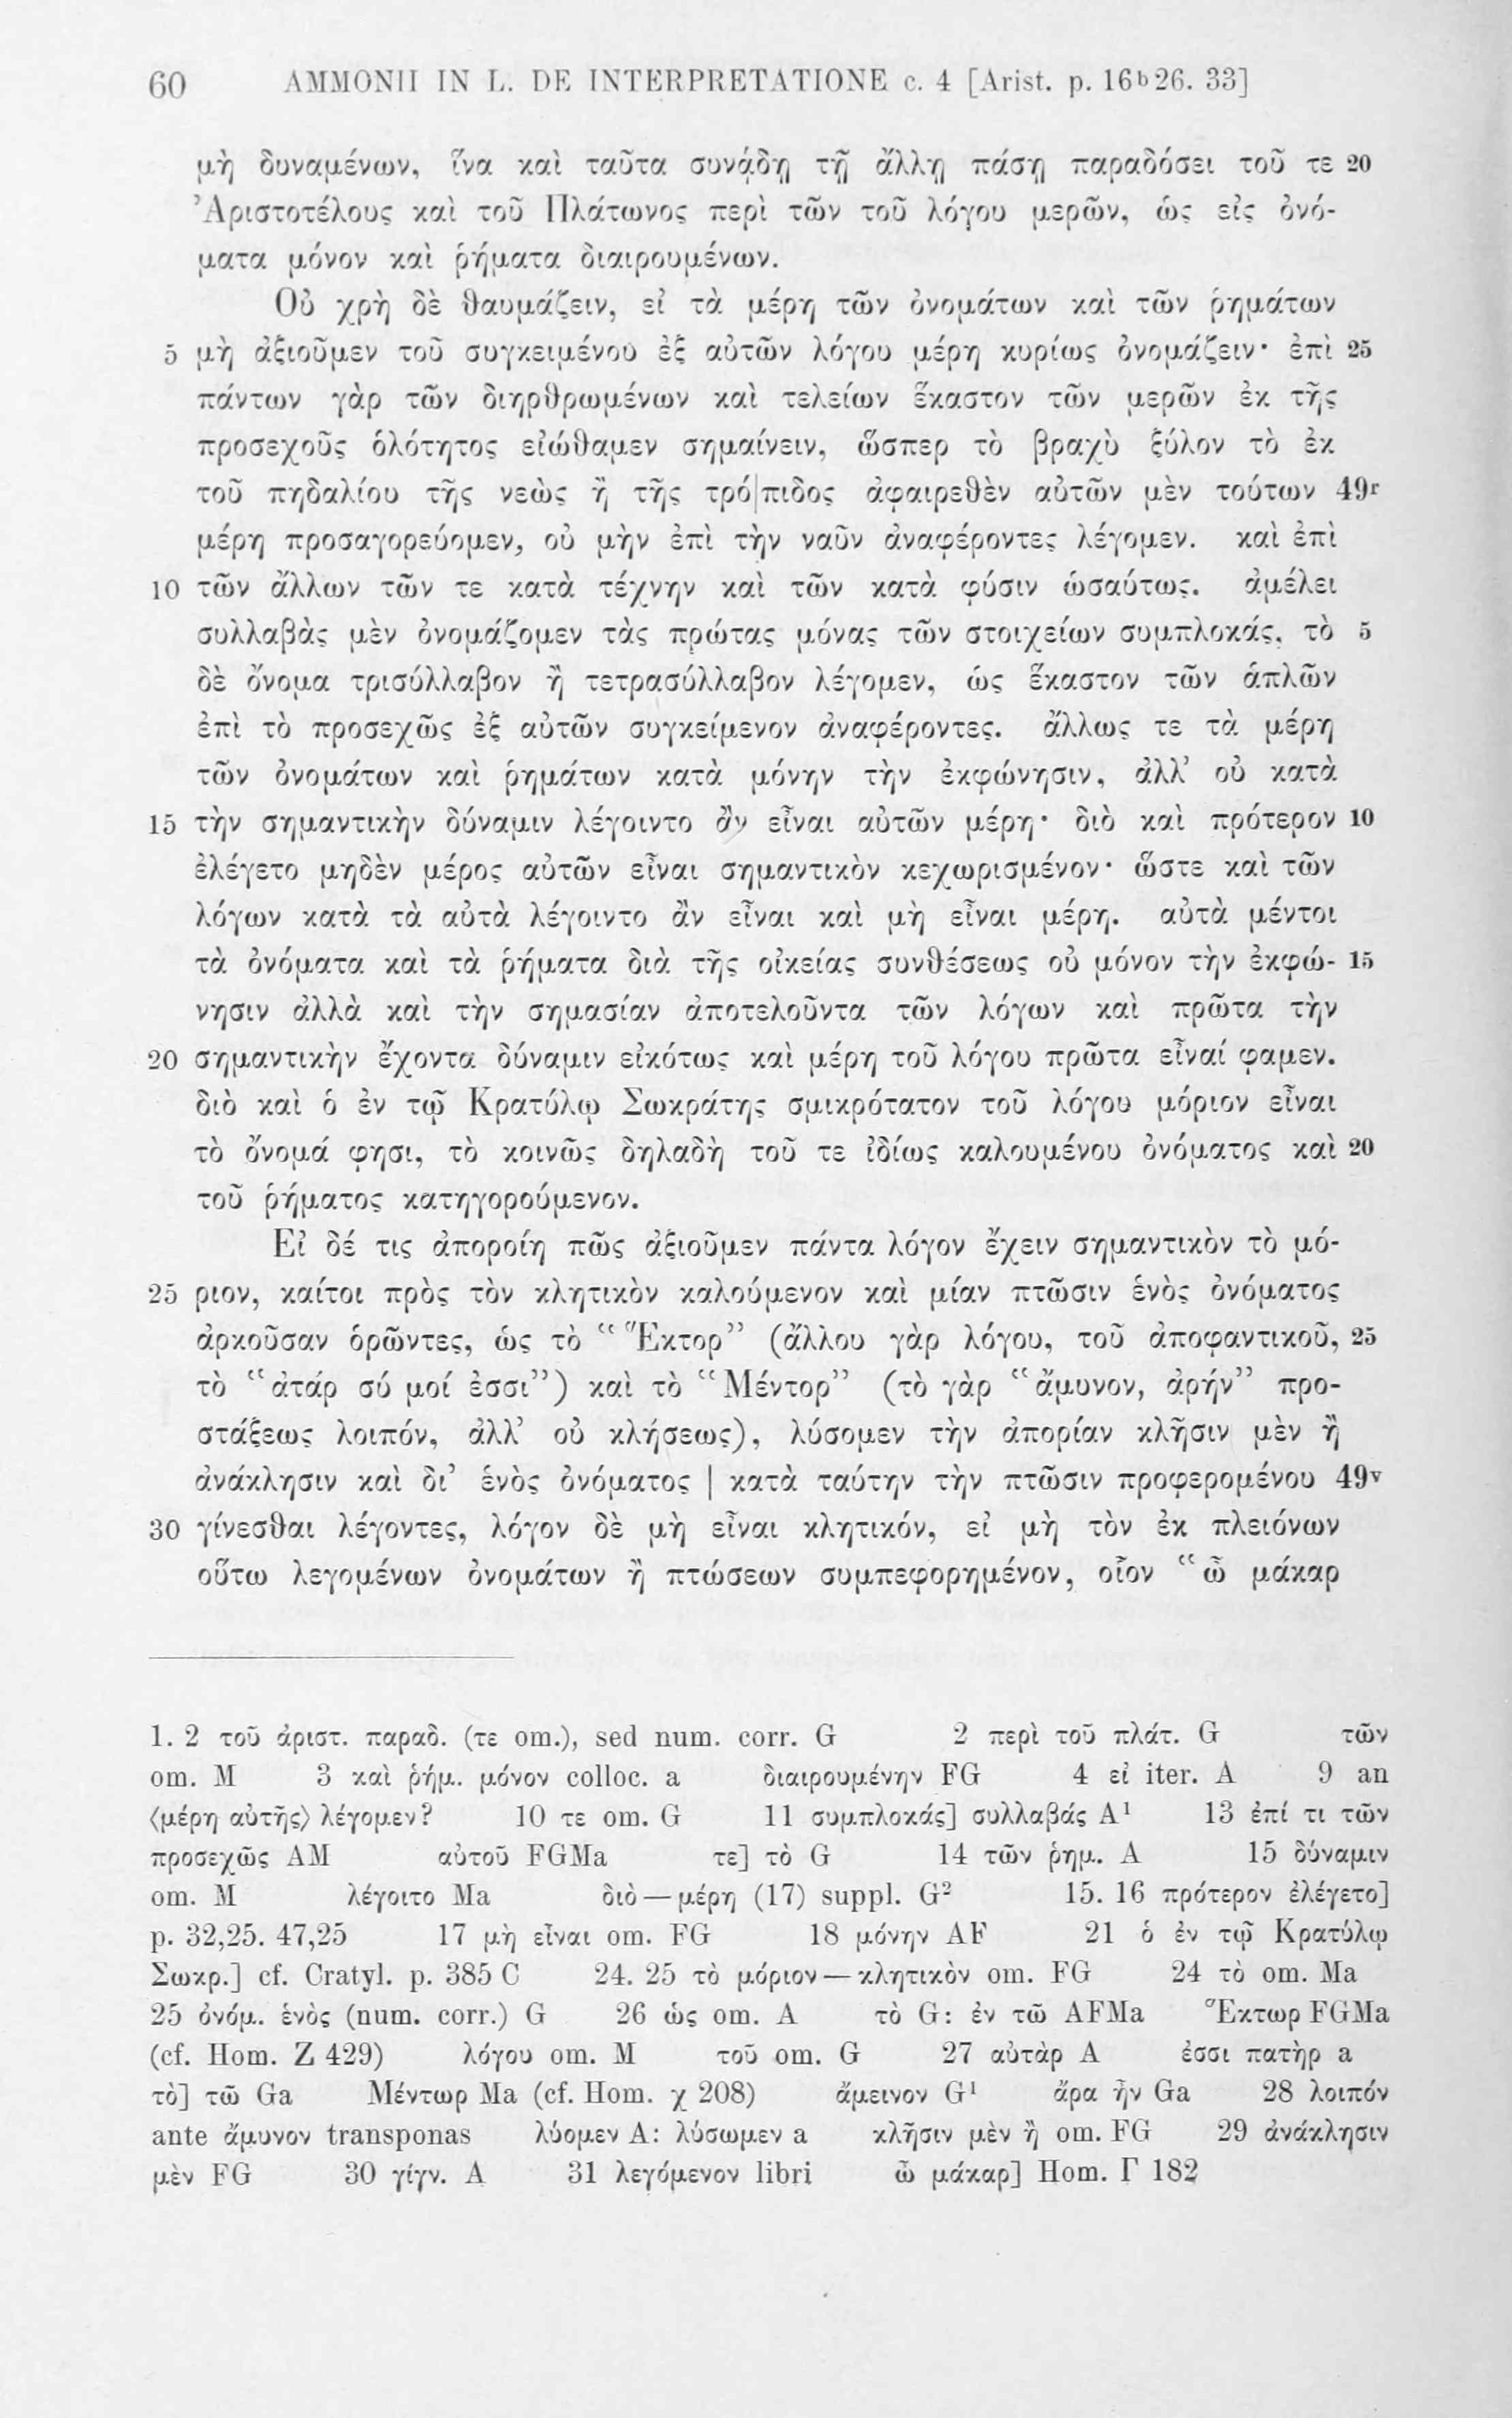 60 AMMONII IN L. DE INTERPRETATIONE c. 4 [Arist. p. 16b26. 33]
μὴ δυναμένων, ἵνα καὶ ταῦτα συνᾴδῃ τῇ ἄλλῃ πάσῃ παραδόσει τοῦ τε 20
Ἀριστοτέλους καὶ τοῦ Πλάτωνος περὶ τῶν τοῦ λόγου μερῶν, ὡς εἰς ὀνό-
ματα μόνον καὶ ῥήματα διαιρουμένων.
Οὐ χρὴ δὲ θαυμάζειν, εἰ τὰ μέρη τῶν ὀνομάτων καὶ τῶν ῥημάτων
5 μὴ ἀξιοῦμεν τοῦ συγκειμένου ἐξ αὐτῶν λόγου μέρη κυρίως ὀνομάζειν· ἐπὶ 25
πάντων γὰρ τῶν διηρθρωμένων καὶ τελείων ἕκαστον τῶν μερῶν ἐκ τῆς
προσεχοῦς ὁλότητος εἰώθαμεν σημαίνειν, ὥσπερ τὸ βραχὺ ξύλον τὸ ἐκ
τοῦ πηδαλίου τῆς νεὼς ἢ τῆς τρό|πιδος ἀφαιρεθὲν αὐτῶν μὲν τούτων 49r
μέρη προσαγορεύομεν, οὐ μὴν ἐπὶ τὴν ναῦν ἀναφέροντες λέγομεν. καὶ ἐπὶ
10 τῶν ἄλλων τῶν τε κατὰ τέχνην καὶ τῶν κατὰ φύσιν ὡσαύτως. ἀμέλει
συλλαβὰς μὲν ὀνομάζομεν τὰς πρώτας μόνας τῶν στοιχείων συμπλοκάς, τὸ 5
δὲ ὄνομα τρισύλλαβον ἢ τετρασύλλαβον λέγομεν, ὡς ἕκαστον τῶν ἁπλῶν
ἐπὶ τὸ προσεχῶς ἐξ αὐτῶν συγκείμενον ἀναφέροντες. ἄλλως τε τὰ μέρη
τῶν ὀνομάτων καὶ ῥημάτων κατὰ μόνην τὴν ἐκφώνησιν, ἀλλ’ οὐ κατὰ
15 τὴν σημαντικὴν δύναμιν λέγοιντο ἂν εἶναι αὐτῶν μέρη· διὸ καὶ πρότερον 10
ἐλέγετο μηδὲν μέρος αὐτῶν εἶναι σημαντικὸν κεχωρισμένον· ὥστε καὶ τῶν
λόγων κατὰ τὰ αὐτὰ λέγοιντο ἂν εἶναι καὶ μὴ εἶναι μέρη. αὐτὰ μέντοι
τὰ ὀνόματα καὶ τὰ ῥήματα διὰ τῆς οἰκείας συνθέσεως οὐ μόνον τὴν ἐκφώ- 15
νησιν ἀλλὰ καὶ τὴν σημασίαν ἀποτελοῦντα τῶν λόγων καὶ πρῶτα τὴν
20 σημαντικὴν ἔχοντα δύναμιν εἰκότως καὶ μέρη τοῦ λόγου πρῶτα εἶναί φαμεν.
διὸ καὶ ὁ ἐν τῷ Κρατύλῳ Σωκράτης σμικρότατον τοῦ λόγου μόριον εἶναι
τὸ ὄνομά φησι, τὸ κοινῶς δηλαδὴ τοῦ τε ἰδίως καλουμένου ὀνόματος καὶ 20
τοῦ ῥήματος κατηγορούμενον.
Εἰ δέ τις ἀποροίη πῶς ἀξιοῦμεν πάντα λόγον ἔχειν σημαντικὸν τὸ μό-
25 ριον, καίτοι πρὸς τὸν κλητικὸν καλούμενον καὶ μίαν πτῶσιν ἑνὸς ὀνόματος
ἀρκοῦσαν ὁρῶντες, ὡς τὸ “Ἕκτορ” (ἄλλου γὰρ λόγου, τοῦ ἀποφαντικοῦ, 25
τὸ “ἀτάρ σύ μοί ἐσσι”) καὶ τὸ “Μέντορ” (τὸ γὰρ “ἄμυνον, ἀρήν” προ-
στάξεως λοιπόν, ἀλλ’ οὐ κλήσεως), λύσομεν τὴν ἀπορίαν κλῆσιν μὲν ἢ
ἀνάκλησιν καὶ δι’ ἑνὸς ὀνόματος | κατὰ ταύτην τὴν πτῶσιν προφερομένου 49v
30 γίνεσθαι λέγοντες, λόγον δὲ μὴ εἶναι κλητικόν, εἰ μὴ τὸν ἐκ πλειόνων
οὕτω λεγομένων ὀνομάτων ἢ πτώσεων συμπεφορημένον, οἷον “ὦ μάκαρ
1. 2 τοῦ ἀριστ. παραδ. (τε om.), sed num. corr. G 2 περὶ τοῦ πλάτ. G τῶν
om. M 3 καὶ ῥήμ. μόνον colloc. a διαιρουμένην FG 4 εἰ iter. A 9 an
⟨μέρη αὐτῆς⟩ λέγομεν? 10 τε om. G 11 συμπλοκάς] συλλαβάς A¹ 13 ἐπί τι τῶν
προσεχῶς AM αὐτοῦ FGMa τε] τὸ G 14 τῶν ῥημ. A 15 δύναμιν
om. M λέγοιτο Ma διὸ — μέρη (17) suppl. G² 15. 16 πρότερον ἐλέγετο]
p. 32,25. 47,25 17 μὴ εἶναι om. FG 18 μόνην AF 21 ὁ ἐν τῷ Κρατύλῳ
Σωκρ.] cf. Cratyl. p. 385 C 24. 25 τὸ μόριον — κλητικὸν om. FG 24 τὸ om. Ma
25 ὀνόμ. ἑνὸς (num. corr.) G 26 ὡς om. A τὸ G: ἐν τῶ AFMa Ἕκτωρ FGMa
(cf. Hom. Z 429) λόγου om. M τοῦ om. G 27 αὐτὰρ A ἐσσι πατὴρ a
τὸ] τῶ Ga Μέντωρ Ma (cf. Hom. χ 208) ἄμεινον G¹ ἄρα ἦν Ga 28 λοιπόν
ante ἄμυνον transponas λύομεν A: λύσωμεν a κλῆσιν μὲν ἢ om. FG 29 ἀνάκλησιν
μὲν FG 30 γίγν. A 31 λεγόμενον libri ὦ μάκαρ] Hom. Γ 182